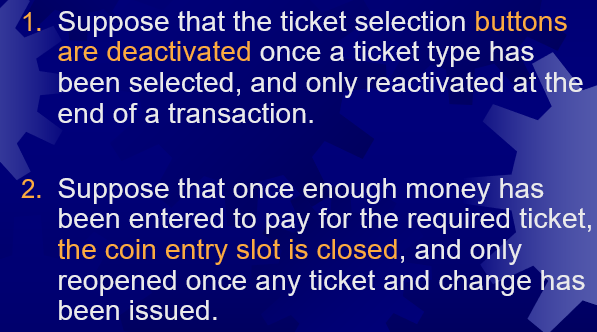 1. Suppose that the ticket selection buttons
are deactivated once a ticket type has
been selected, and only reactivated at the
end of a transaction.
2. Suppose that once enough money has
been entered to pay for the required ticket,
the coin entry slot is closed, and only
reopened once any ticket and change has
been issued.